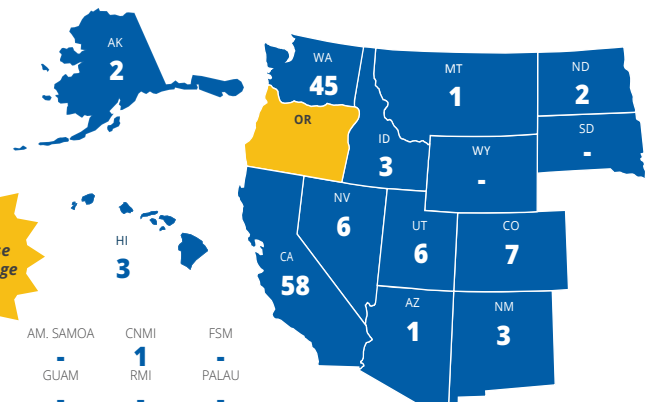 AK
2
WA
45
MT
1
ND
2
OR
SD
-
ID
3
WY
-
NV
6
UT
6
CO
7
HI
3
CA
58
AZ
1
NM
3
AM. SAMOA CNMI FSM
- 1 -
GUAM RMI PALAU
- - -